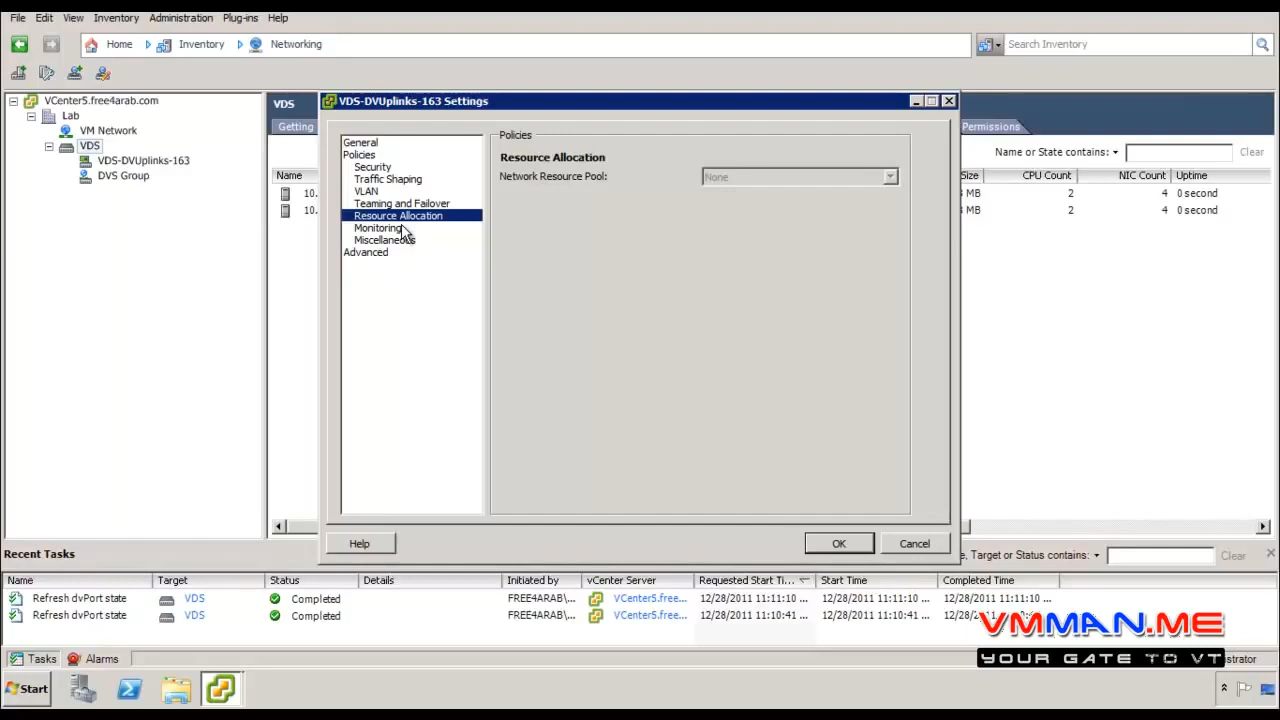 File Edit View Inventory Administration Plug-ins Help
Home Inventory Networking Search Inventory
VCenter5.free4arab.com
Lab
VM Network
VDS
VDS-DVUplinks-163
DVS Group
VDS
Getting
Permissions
Name or State contains: Clear
Name Size CPU Count NIC Count Uptime
10. MB 2 4 0 second
10. MB 2 4 0 second
VDS-DVUplinks-163 Settings
General
Policies
Security
Traffic Shaping
VLAN
Teaming and Failover
Resource Allocation
Monitoring
Miscellaneous
Advanced
Policies
Resource Allocation
Network Resource Pool: None
Help OK Cancel
Recent Tasks , Target or Status contains: Clear
Name Target Status Details Initiated by vCenter Server Requested Start Ti... Start Time Completed Time
Refresh dvPort state VDS Completed FREE4ARAB\... VCenter5.free... 12/28/2011 11:11:10 ... 12/28/2011 11:11:10 ... 12/28/2011 11:11:10 ...
Refresh dvPort state VDS Completed FREE4ARAB\... VCenter5.free... 12/28/2011 11:10:41 ... 12/28/2011 11:10:41 ...
VMMAN.ME
YOUR GATE TO VT
Tasks Alarms
Start